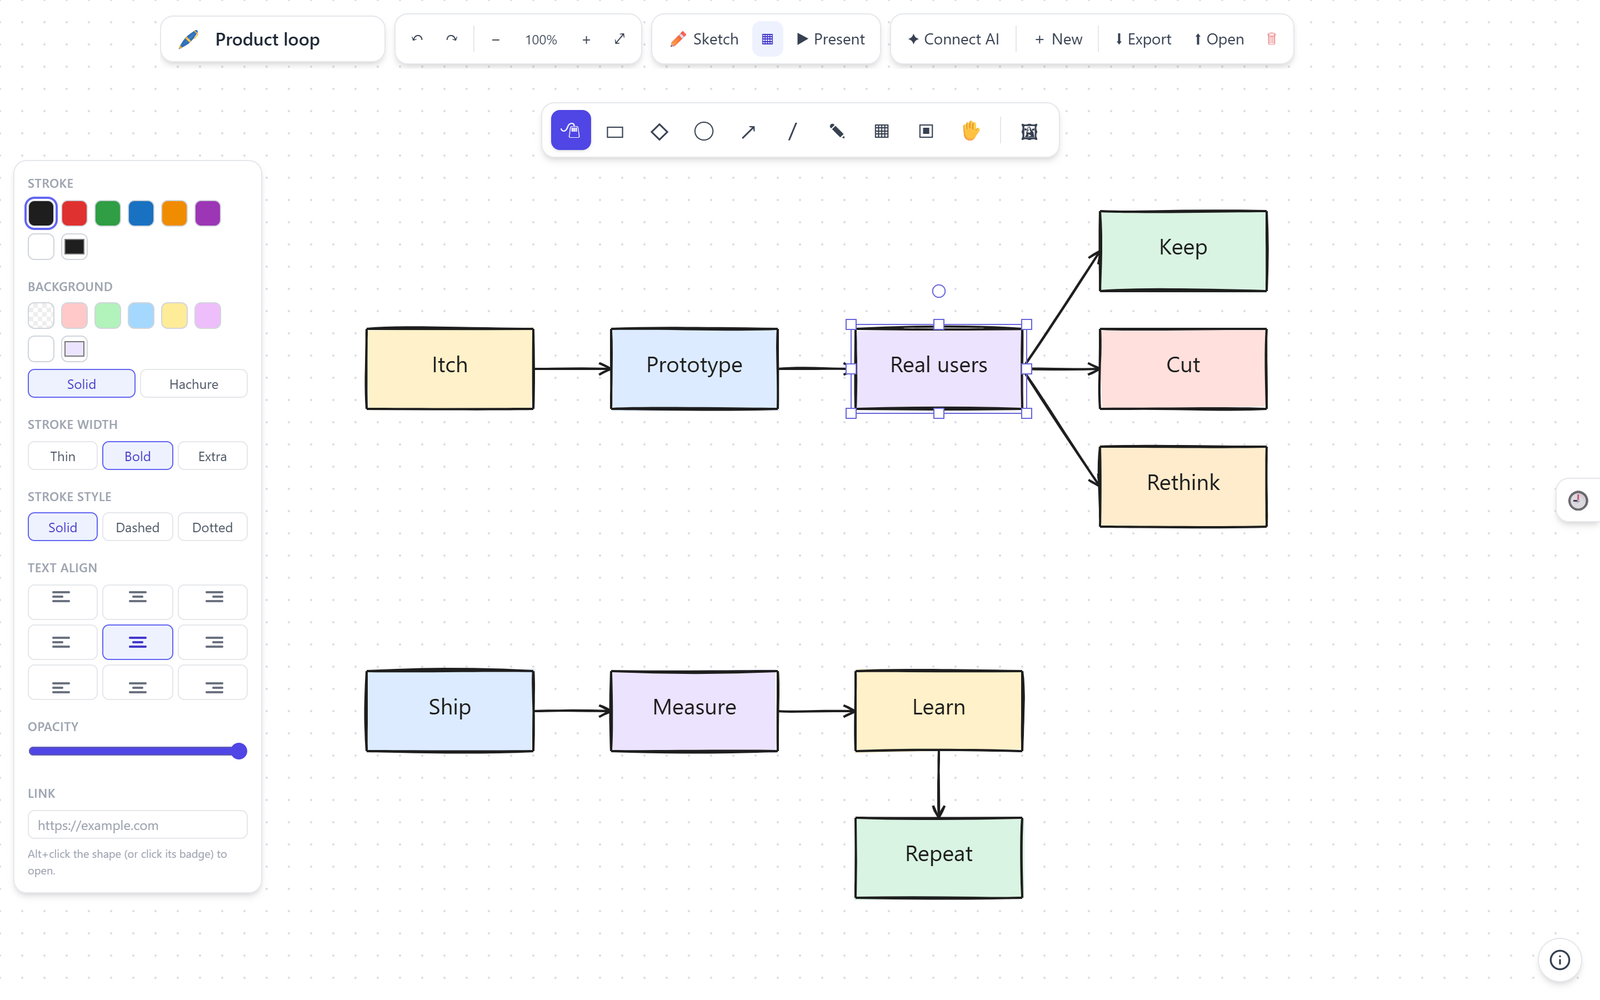 Product loop
100%
Sketch
Present
Connect AI
New
Export
Open
STROKE
BACKGROUND
Solid
Hachure
STROKE WIDTH
Thin
Bold
Extra
STROKE STYLE
Solid
Dashed
Dotted
TEXT ALIGN
OPACITY
LINK
https://example.com
Alt+click the shape (or click its badge) to
open.
Keep
Itch
Prototype
Real users
Cut
Rethink
Ship
Measure
Learn
Repeat